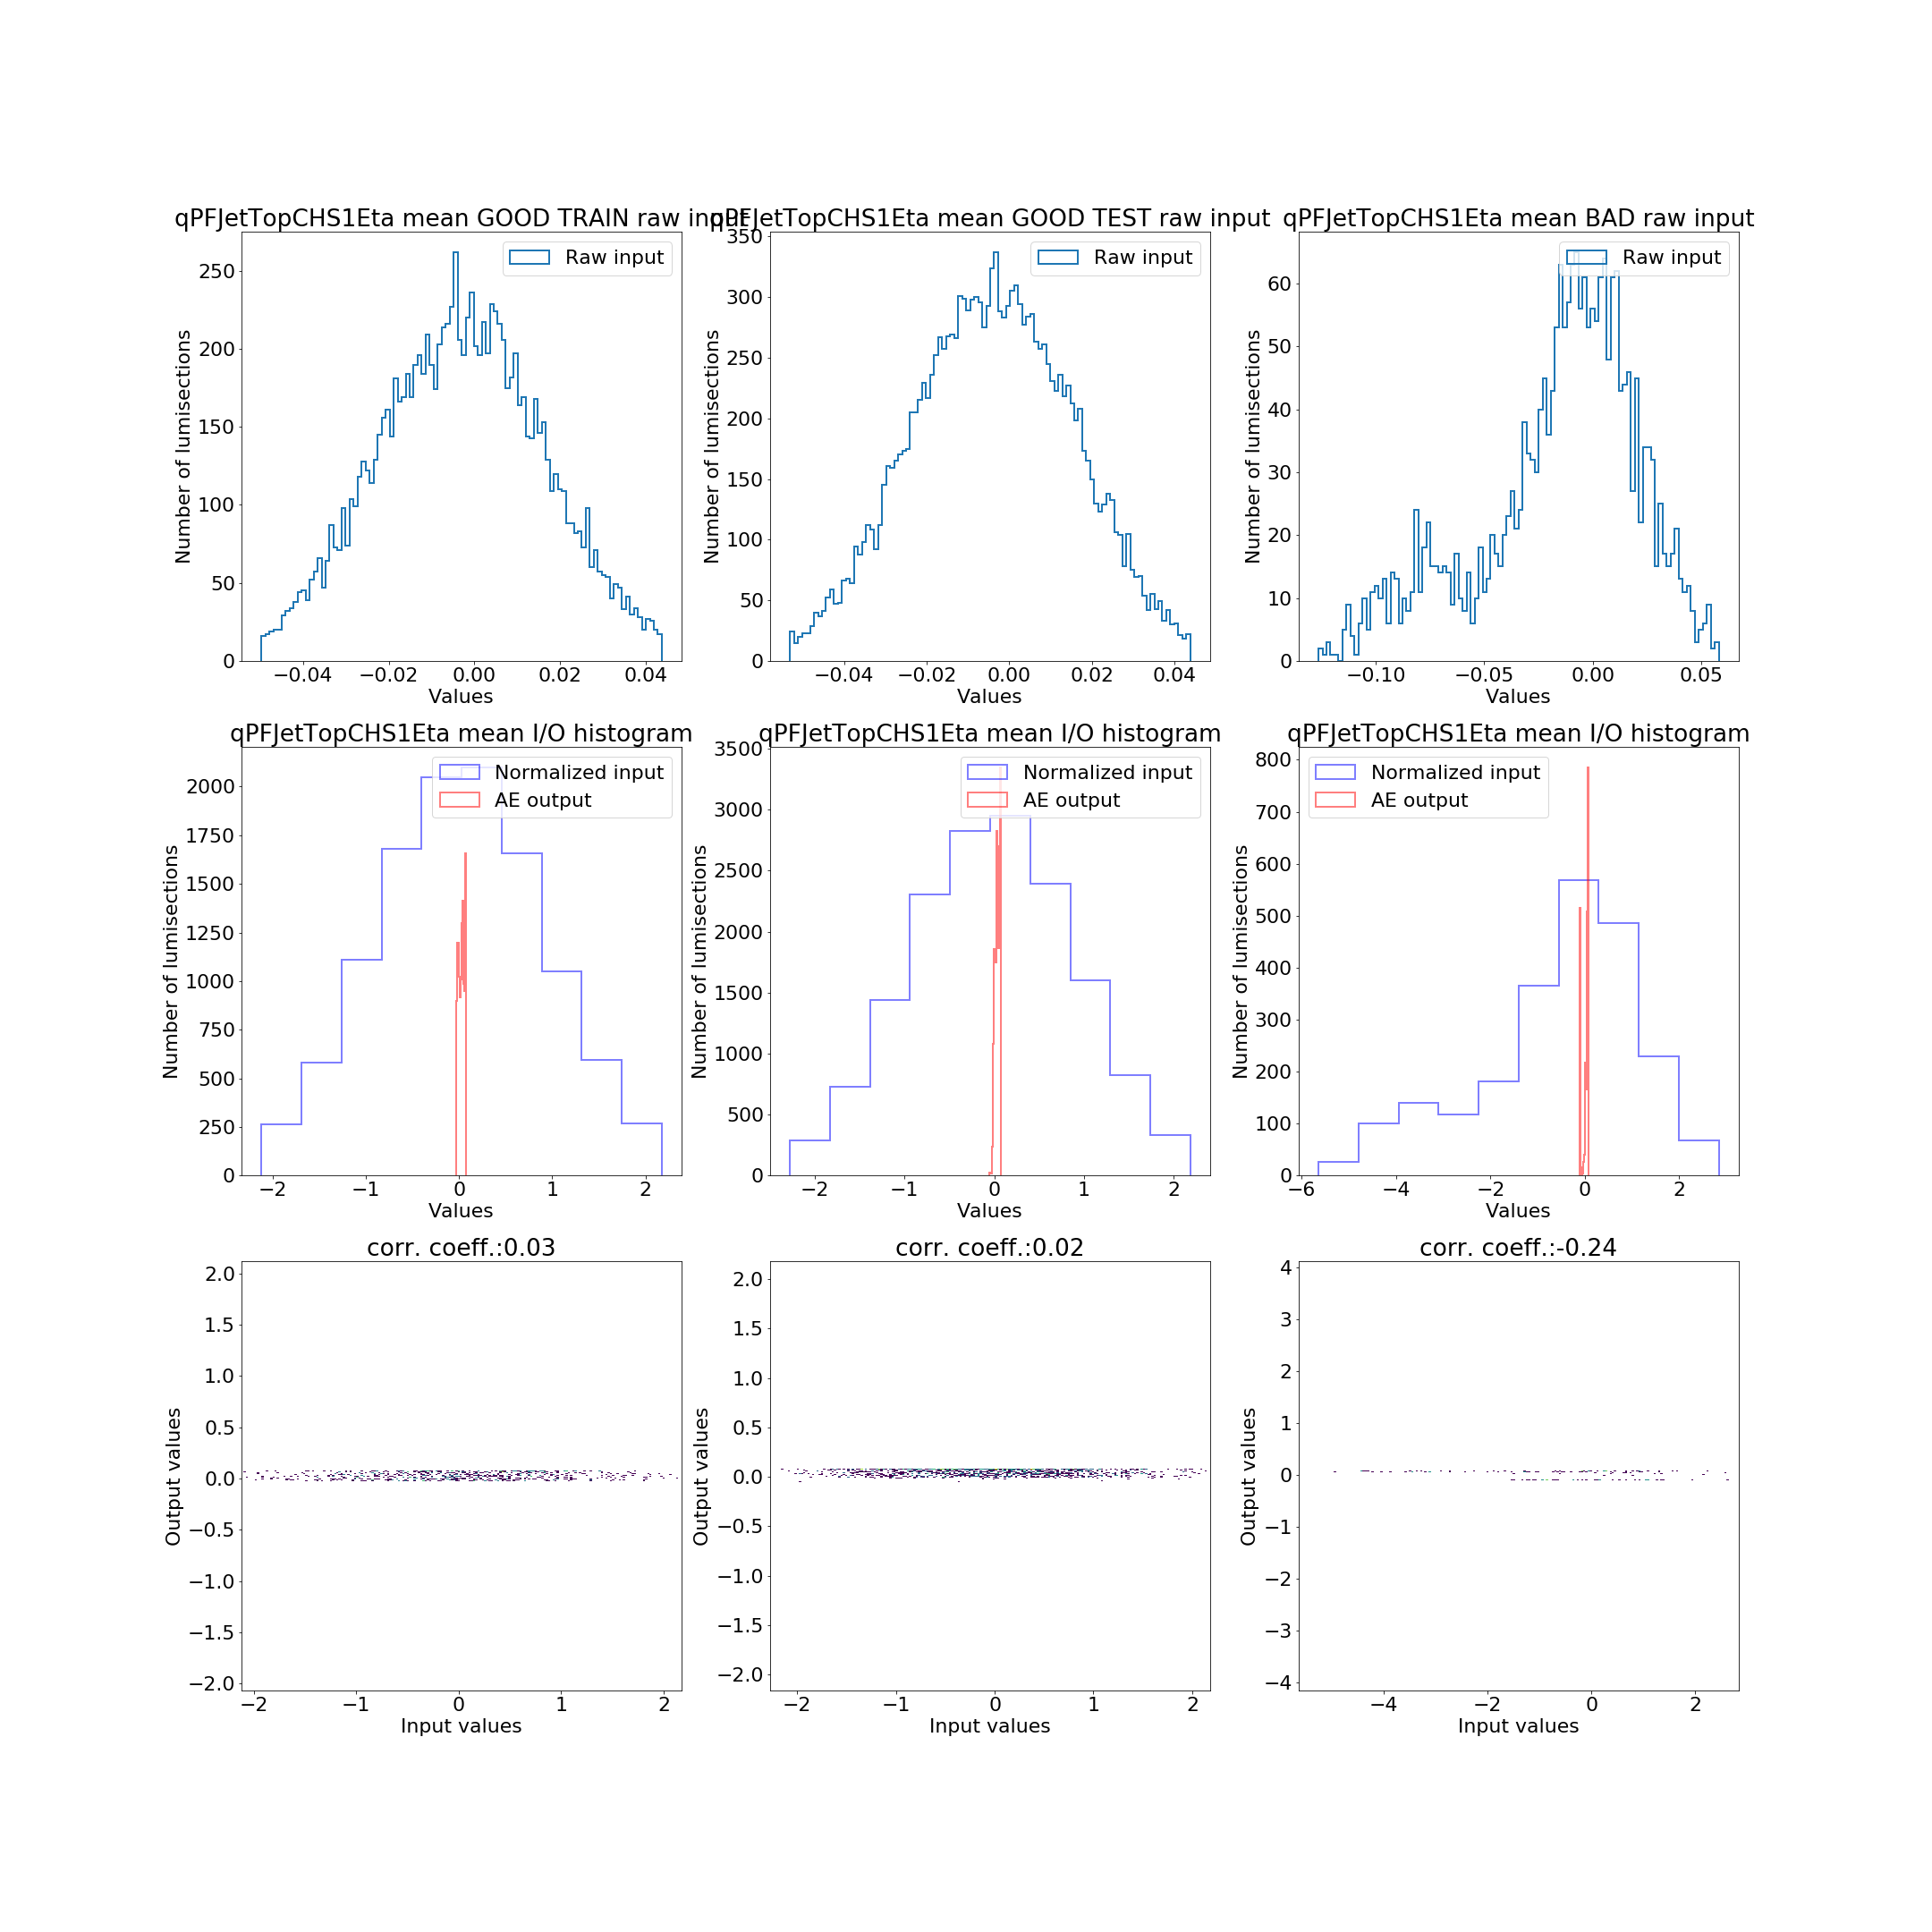 qPFJetTopCHS1Eta mean GOOD TRAIN raw input
Raw input
250
200
150
100
50
0
Number of lumisections
−0.04 −0.02 0.00 0.02 0.04
Values
qPFJetTopCHS1Eta mean GOOD TEST raw input
Raw input
350
300
250
200
150
100
50
0
Number of lumisections
−0.04 −0.02 0.00 0.02 0.04
Values
qPFJetTopCHS1Eta mean BAD raw input
Raw input
60
50
40
30
20
10
0
Number of lumisections
−0.10 −0.05 0.00 0.05
Values
qPFJetTopCHS1Eta mean I/O histogram
Normalized input
AE output
2000
1750
1500
1250
1000
750
500
250
0
Number of lumisections
−2 −1 0 1 2
Values
qPFJetTopCHS1Eta mean I/O histogram
Normalized input
AE output
3500
3000
2500
2000
1500
1000
500
0
Number of lumisections
−2 −1 0 1 2
Values
qPFJetTopCHS1Eta mean I/O histogram
Normalized input
AE output
800
700
600
500
400
300
200
100
0
Number of lumisections
−6 −4 −2 0 2
Values
corr. coeff.:0.03
2.0
1.5
1.0
0.5
0.0
−0.5
−1.0
−1.5
−2.0
Output values
−2 −1 0 1 2
Input values
corr. coeff.:0.02
2.0
1.5
1.0
0.5
0.0
−0.5
−1.0
−1.5
−2.0
Output values
−2 −1 0 1 2
Input values
corr. coeff.:-0.24
4
3
2
1
0
−1
−2
−3
−4
Output values
−4 −2 0 2
Input values